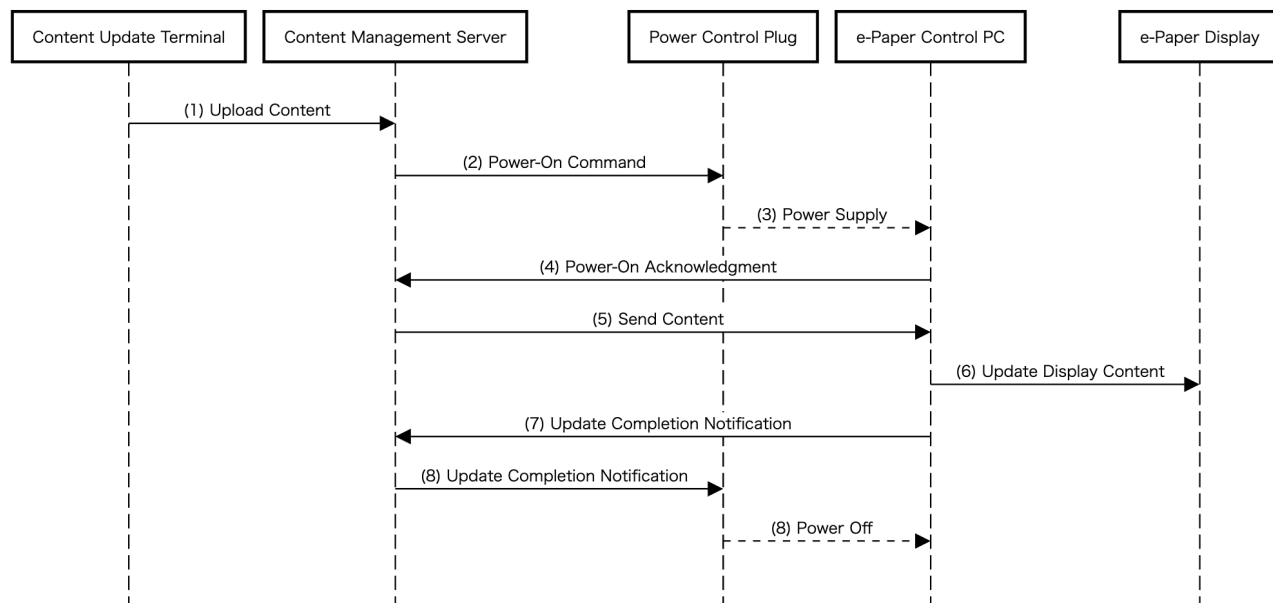 Content Update Terminal
Content Management Server
Power Control Plug
e-Paper Control PC
e-Paper Display
(1) Upload Content
(2) Power-On Command
(3) Power Supply
(4) Power-On Acknowledgment
(5) Send Content
(6) Update Display Content
(7) Update Completion Notification
(8) Update Completion Notification
(8) Power Off